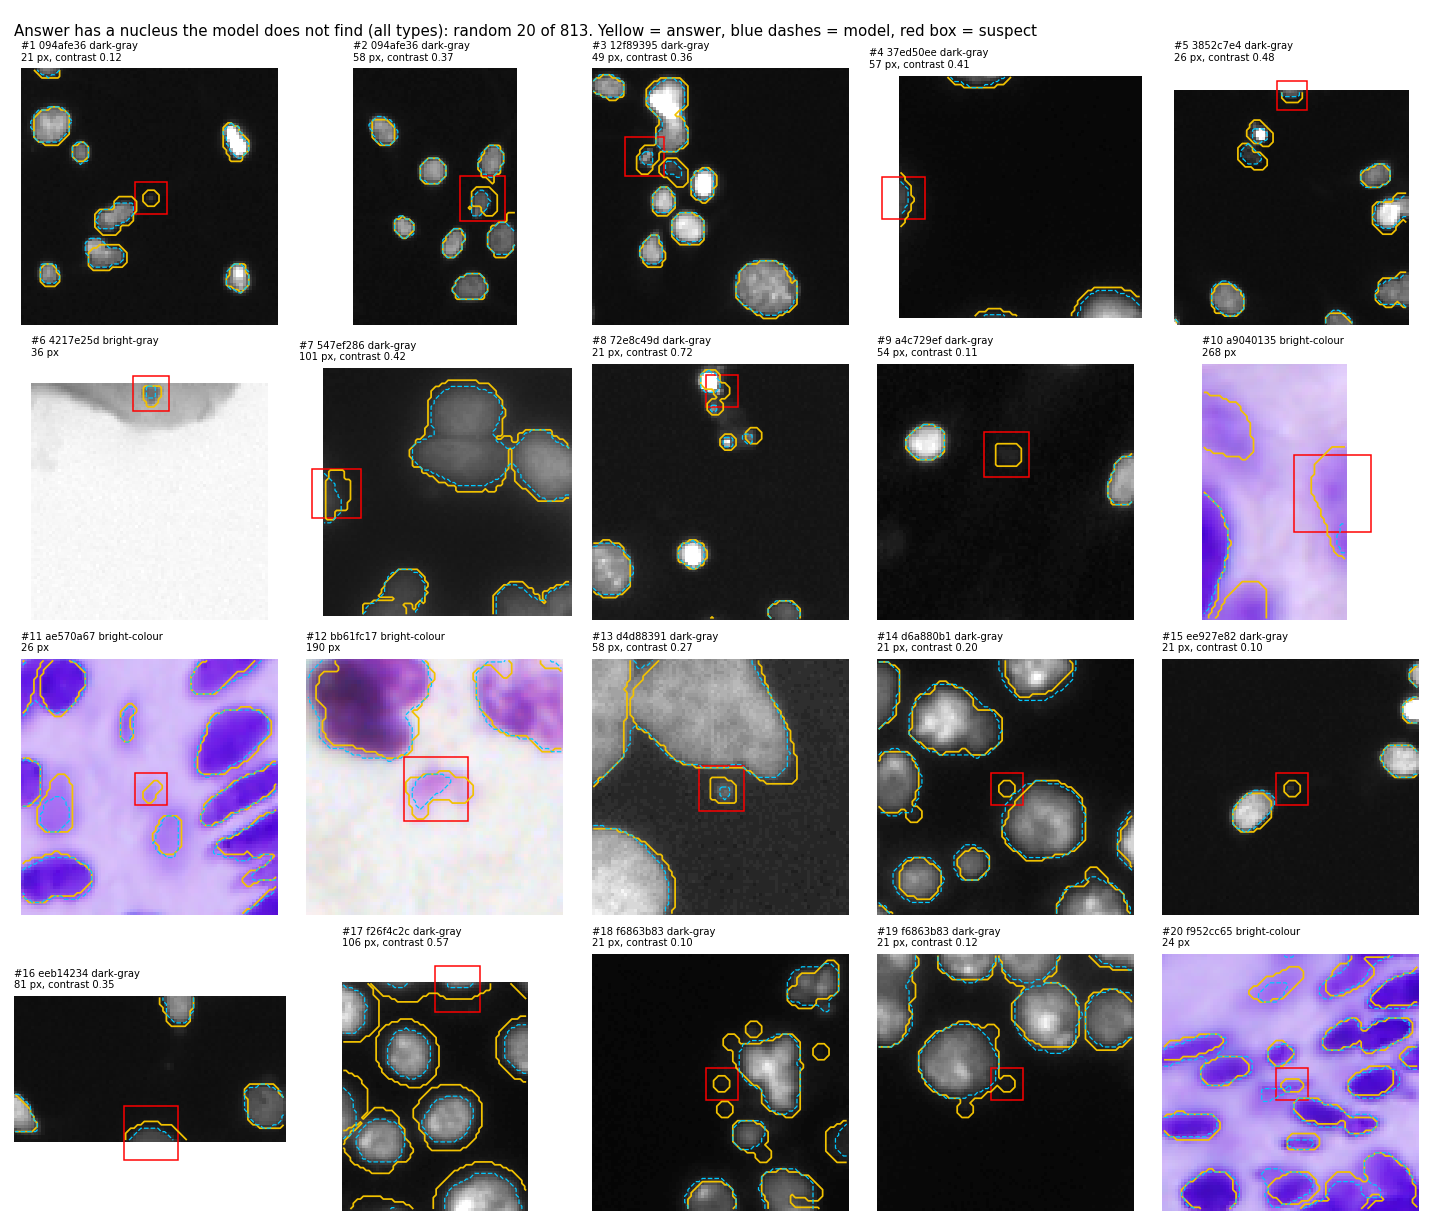 Answer has a nucleus the model does not find (all types): random 20 of 813. Yellow = answer, blue dashes = model, red box = suspect
#1 094afe36 dark-gray
21 px, contrast 0.12
#2 094afe36 dark-gray
58 px, contrast 0.37
#3 12f89395 dark-gray
49 px, contrast 0.36
#4 37ed50ee dark-gray
57 px, contrast 0.41
#5 3852c7e4 dark-gray
26 px, contrast 0.48
#6 4217e25d bright-gray
36 px
#7 547ef286 dark-gray
101 px, contrast 0.42
#8 72e8c49d dark-gray
21 px, contrast 0.72
#9 a4c729ef dark-gray
54 px, contrast 0.11
#10 a9040135 bright-colour
268 px
#11 ae570a67 bright-colour
26 px
#12 bb61fc17 bright-colour
190 px
#13 d4d88391 dark-gray
58 px, contrast 0.27
#14 d6a880b1 dark-gray
21 px, contrast 0.20
#15 ee927e82 dark-gray
21 px, contrast 0.10
#16 eeb14234 dark-gray
81 px, contrast 0.35
#17 f26f4c2c dark-gray
106 px, contrast 0.57
#18 f6863b83 dark-gray
21 px, contrast 0.10
#19 f6863b83 dark-gray
21 px, contrast 0.12
#20 f952cc65 bright-colour
24 px